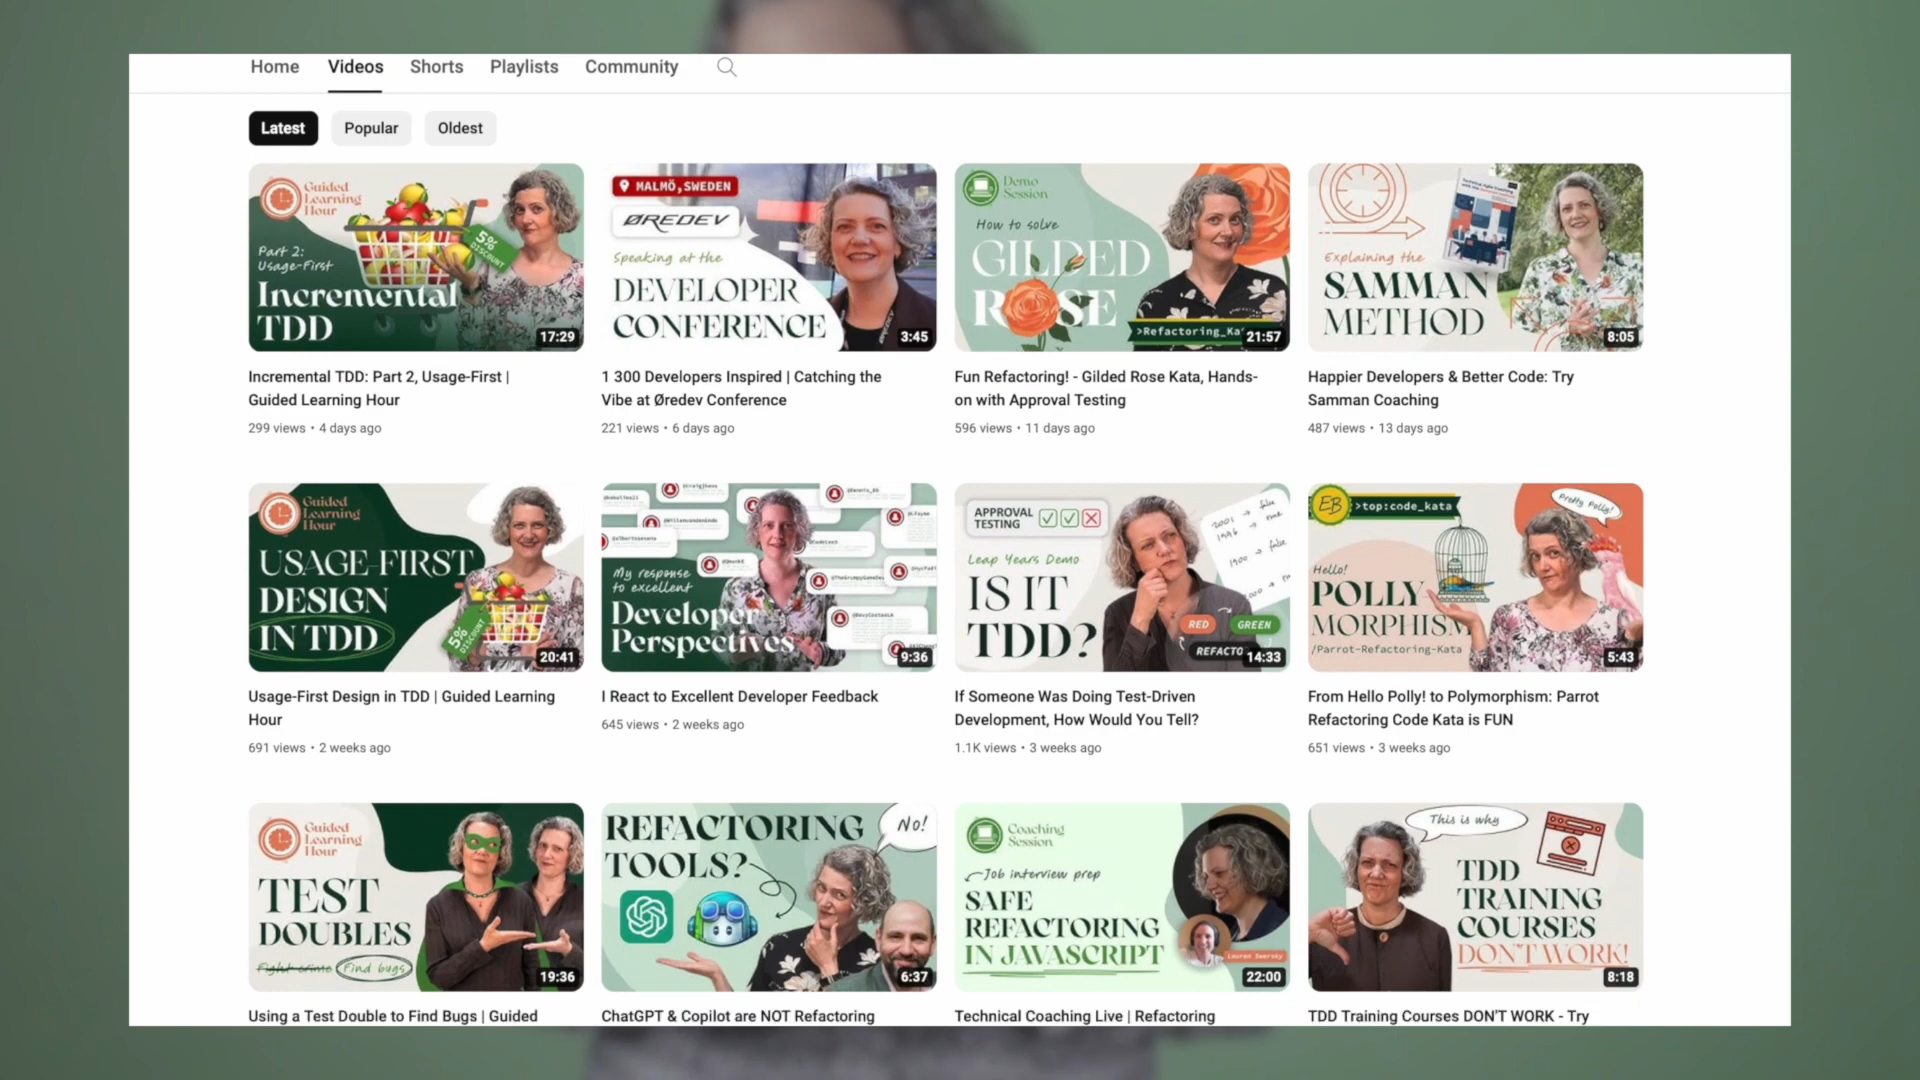 Home Videos Shorts Playlists Community
Latest Popular Oldest
Guided
Learning
Hour
5%
DISCOUNT
Part 2:
Usage-First
Incremental
TDD
17:29
MALMÖ, SWEDEN
ØREDEV
Speaking at the
DEVELOPER
CONFERENCE
3:45
Demo
Session
How to solve
GILDED
ROSE
>Refactoring_Ka
21:57
Explaining the
SAMMAN
METHOD
8:05
Incremental TDD: Part 2, Usage-First |
Guided Learning Hour
299 views • 4 days ago
1 300 Developers Inspired | Catching the
Vibe at Øredev Conference
221 views • 6 days ago
Fun Refactoring! - Gilded Rose Kata, Hands-
on with Approval Testing
596 views • 11 days ago
Happier Developers & Better Code: Try
Samman Coaching
487 views • 13 days ago
Guided
Learning
Hour
USAGE-FIRST
DESIGN
IN TDD
5%
DISCOUNT
20:41
My response
to excellent
Developer
Perspectives
9:36
APPROVAL
TESTING
Leap Years Demo
IS IT
TDD?
2001 → false
1996 → true
1900 → false
RED GREEN
REFACTO
14:33
EB >top:code_kata
Pretty Polly!
Hello!
POLLY
MORPHISM
/Parrot-Refactoring-Kata
5:43
Usage-First Design in TDD | Guided Learning
Hour
691 views • 2 weeks ago
I React to Excellent Developer Feedback
645 views • 2 weeks ago
If Someone Was Doing Test-Driven
Development, How Would You Tell?
1.1K views • 3 weeks ago
From Hello Polly! to Polymorphism: Parrot
Refactoring Code Kata is FUN
651 views • 3 weeks ago
Guided
Learning
Hour
TEST
DOUBLES
Fight crime Find bugs
19:36
REFACTORING
TOOLS?
No!
6:37
Coaching
Session
Job interview prep
SAFE
REFACTORING
IN JAVASCRIPT
22:00
This is why
TDD
TRAINING
COURSES
DON'T WORK!
8:18
Using a Test Double to Find Bugs | Guided
ChatGPT & Copilot are NOT Refactoring
Technical Coaching Live | Refactoring
TDD Training Courses DON'T WORK - Try